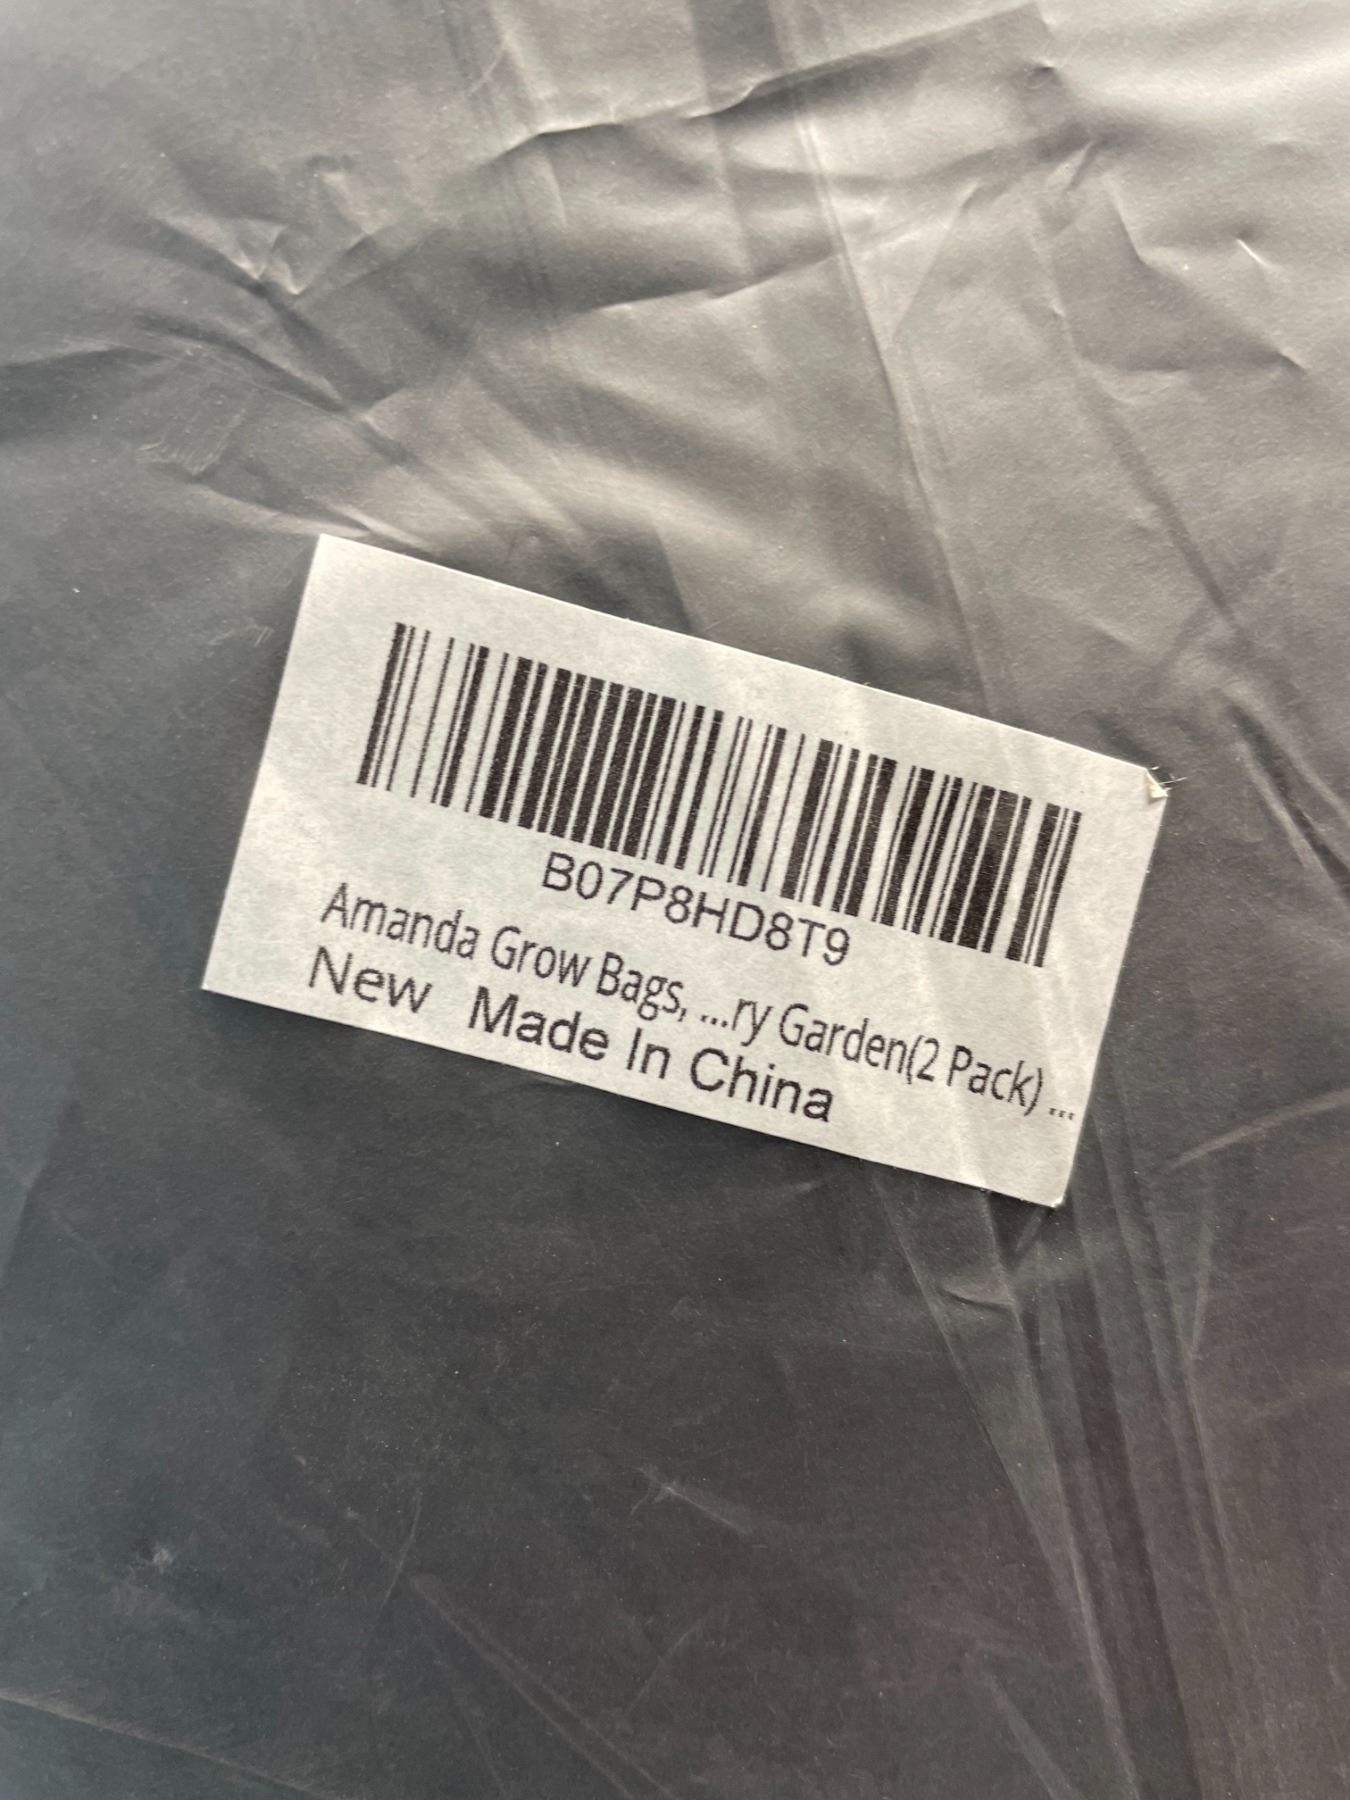 B07P8HD8T9
Amanda Grow Bags, ...ry Garden(2 Pack) ...
New Made In China